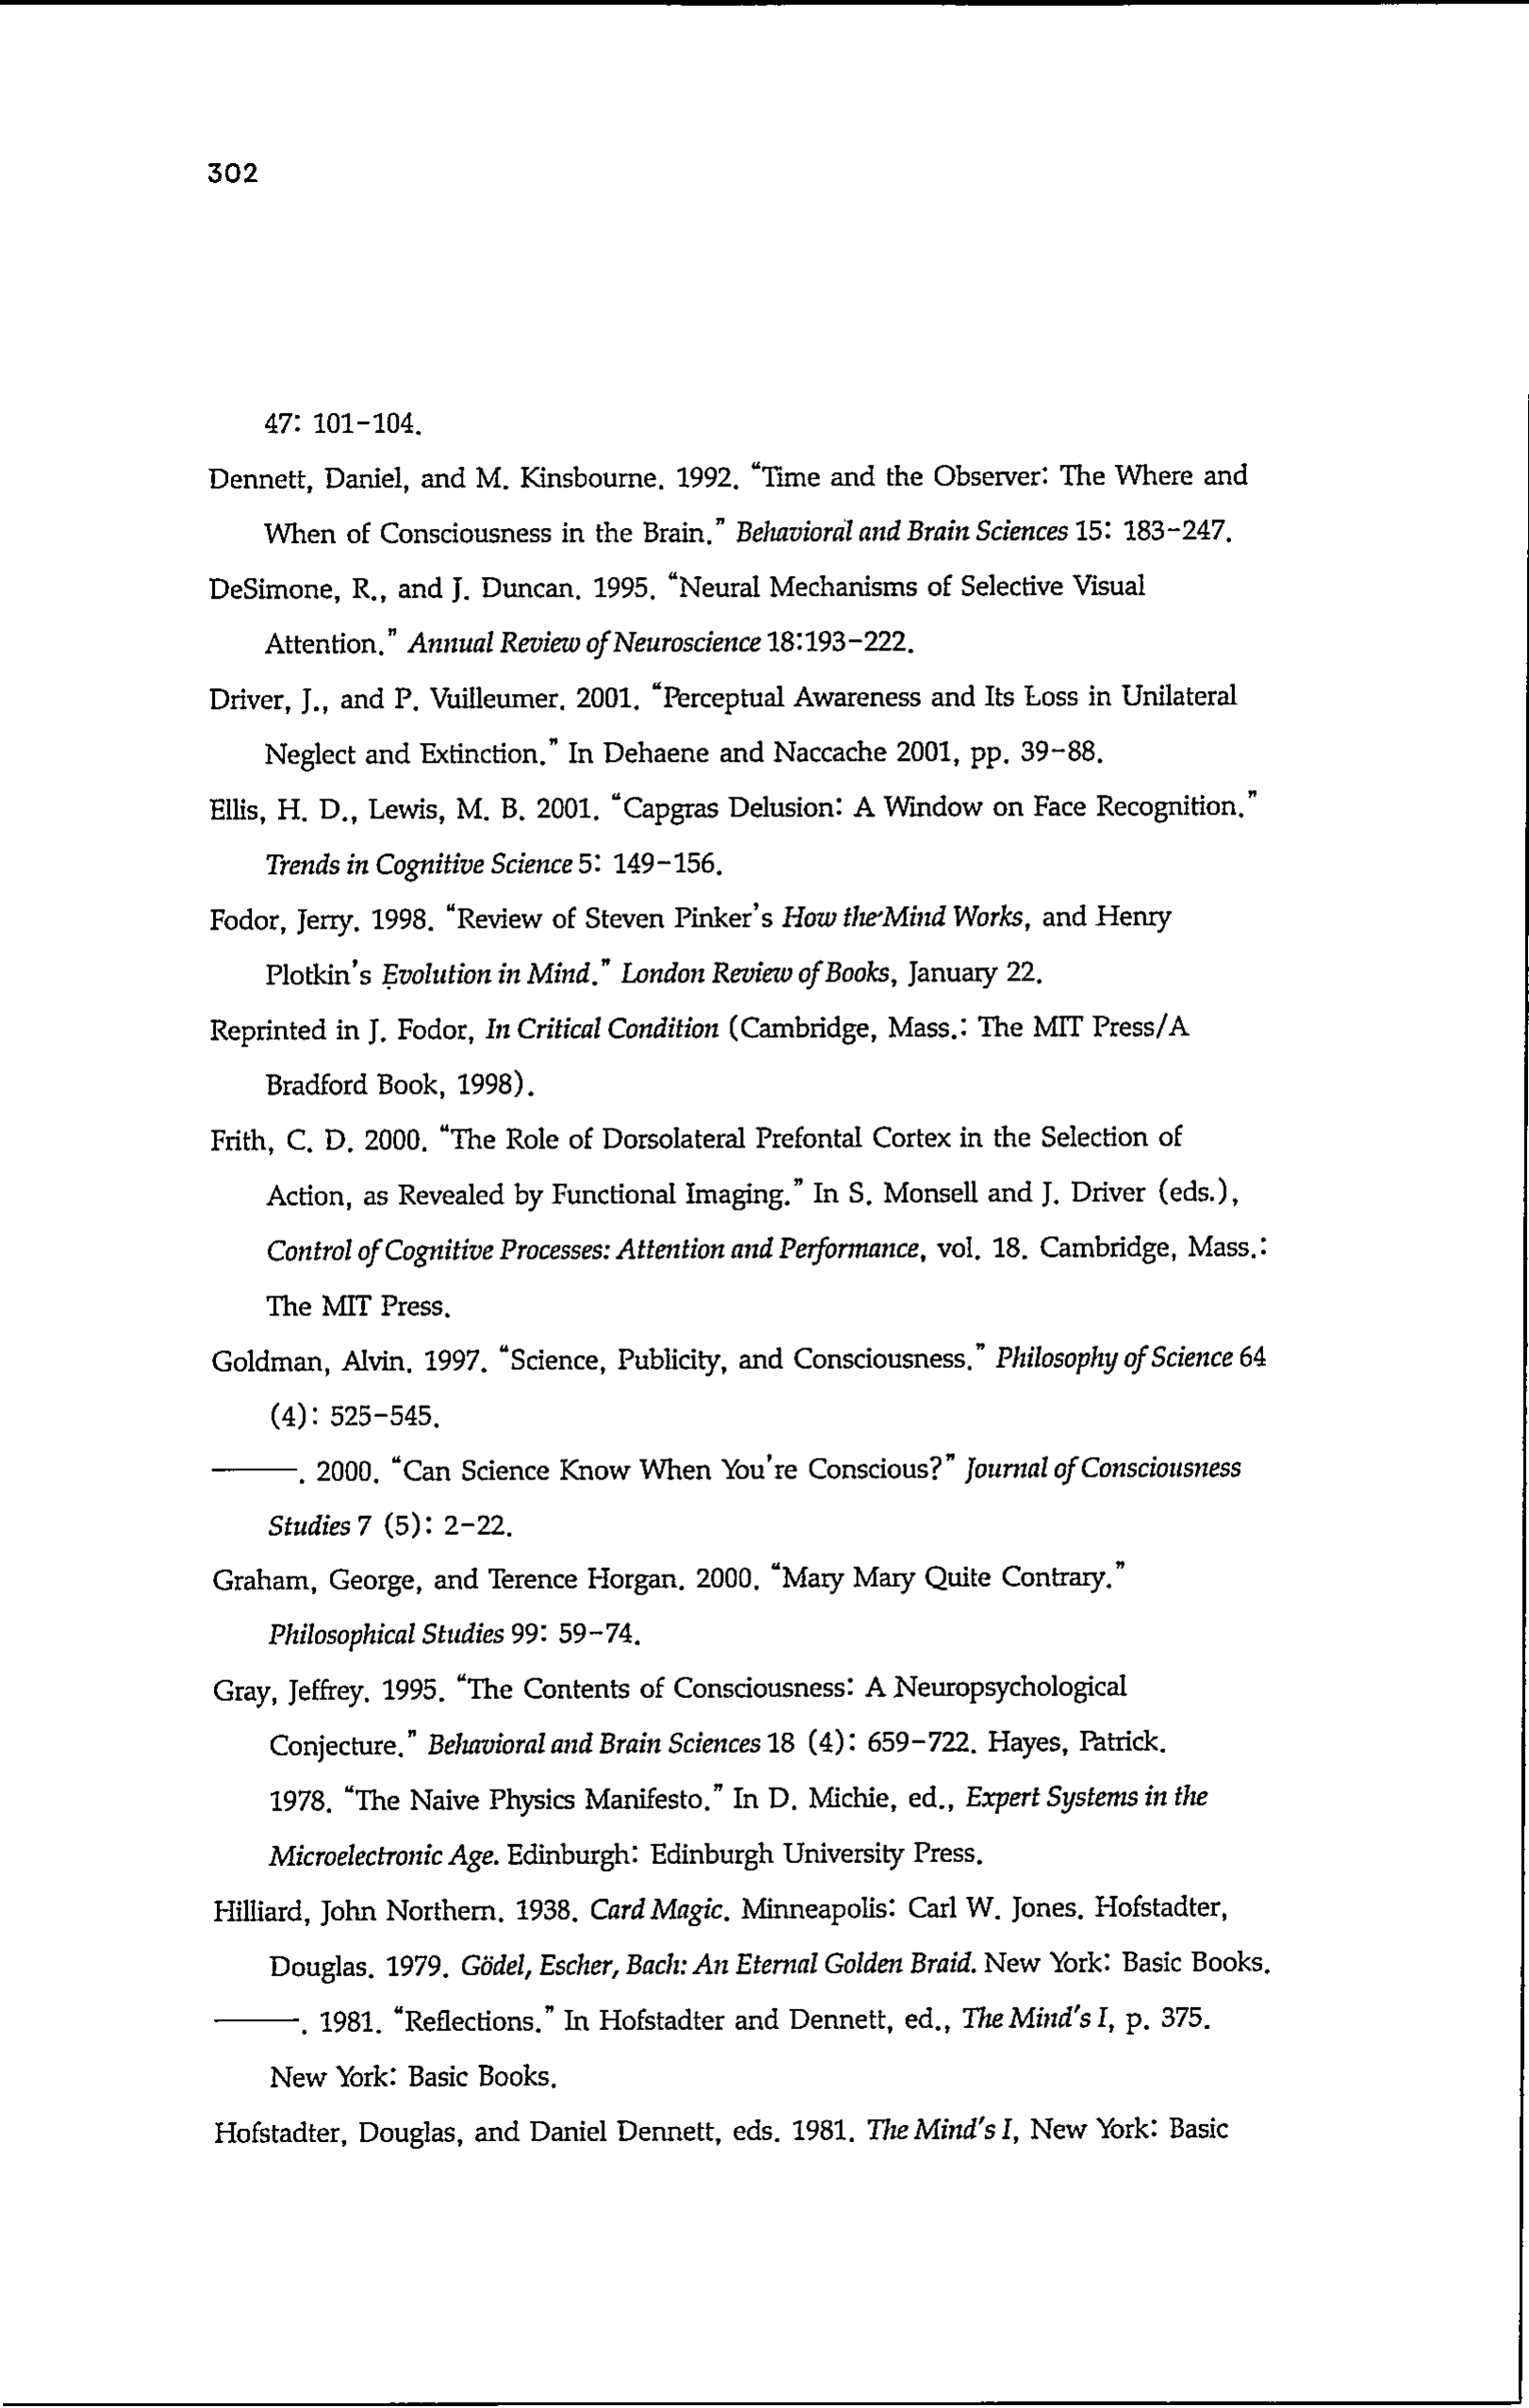 302
47: 101–104.
Dennett, Daniel, and M. Kinsbourne. 1992. “Time and the Observer: The Where and
When of Consciousness in the Brain.” Behavioral and Brain Sciences 15: 183–247.
DeSimone, R., and J. Duncan. 1995. “Neural Mechanisms of Selective Visual
Attention.” Annual Review of Neuroscience 18:193–222.
Driver, J., and P. Vuilleumer. 2001. “Perceptual Awareness and Its Loss in Unilateral
Neglect and Extinction.” In Dehaene and Naccache 2001, pp. 39–88.
Ellis, H. D., Lewis, M. B. 2001. “Capgras Delusion: A Window on Face Recognition.”
Trends in Cognitive Science 5: 149–156.
Fodor, Jerry. 1998. “Review of Steven Pinker’s How the Mind Works, and Henry
Plotkin’s Evolution in Mind.” London Review of Books, January 22.
Reprinted in J. Fodor, In Critical Condition (Cambridge, Mass.: The MIT Press/A
Bradford Book, 1998).
Frith, C. D. 2000. “The Role of Dorsolateral Prefontal Cortex in the Selection of
Action, as Revealed by Functional Imaging.” In S. Monsell and J. Driver (eds.),
Control of Cognitive Processes: Attention and Performance, vol. 18. Cambridge, Mass.:
The MIT Press.
Goldman, Alvin. 1997. “Science, Publicity, and Consciousness.” Philosophy of Science 64
(4): 525–545.
———. 2000. “Can Science Know When You’re Conscious?” Journal of Consciousness
Studies 7 (5): 2–22.
Graham, George, and Terence Horgan. 2000. “Mary Mary Quite Contrary.”
Philosophical Studies 99: 59–74.
Gray, Jeffrey. 1995. “The Contents of Consciousness: A Neuropsychological
Conjecture.” Behavioral and Brain Sciences 18 (4): 659–722. Hayes, Patrick.
1978. “The Naive Physics Manifesto.” In D. Michie, ed., Expert Systems in the
Microelectronic Age. Edinburgh: Edinburgh University Press.
Hilliard, John Northern. 1938. Card Magic. Minneapolis: Carl W. Jones. Hofstadter,
Douglas. 1979. Gödel, Escher, Bach: An Eternal Golden Braid. New York: Basic Books.
———. 1981. “Reflections.” In Hofstadter and Dennett, ed., The Mind’s I, p. 375.
New York: Basic Books.
Hofstadter, Douglas, and Daniel Dennett, eds. 1981. The Mind’s I, New York: Basic